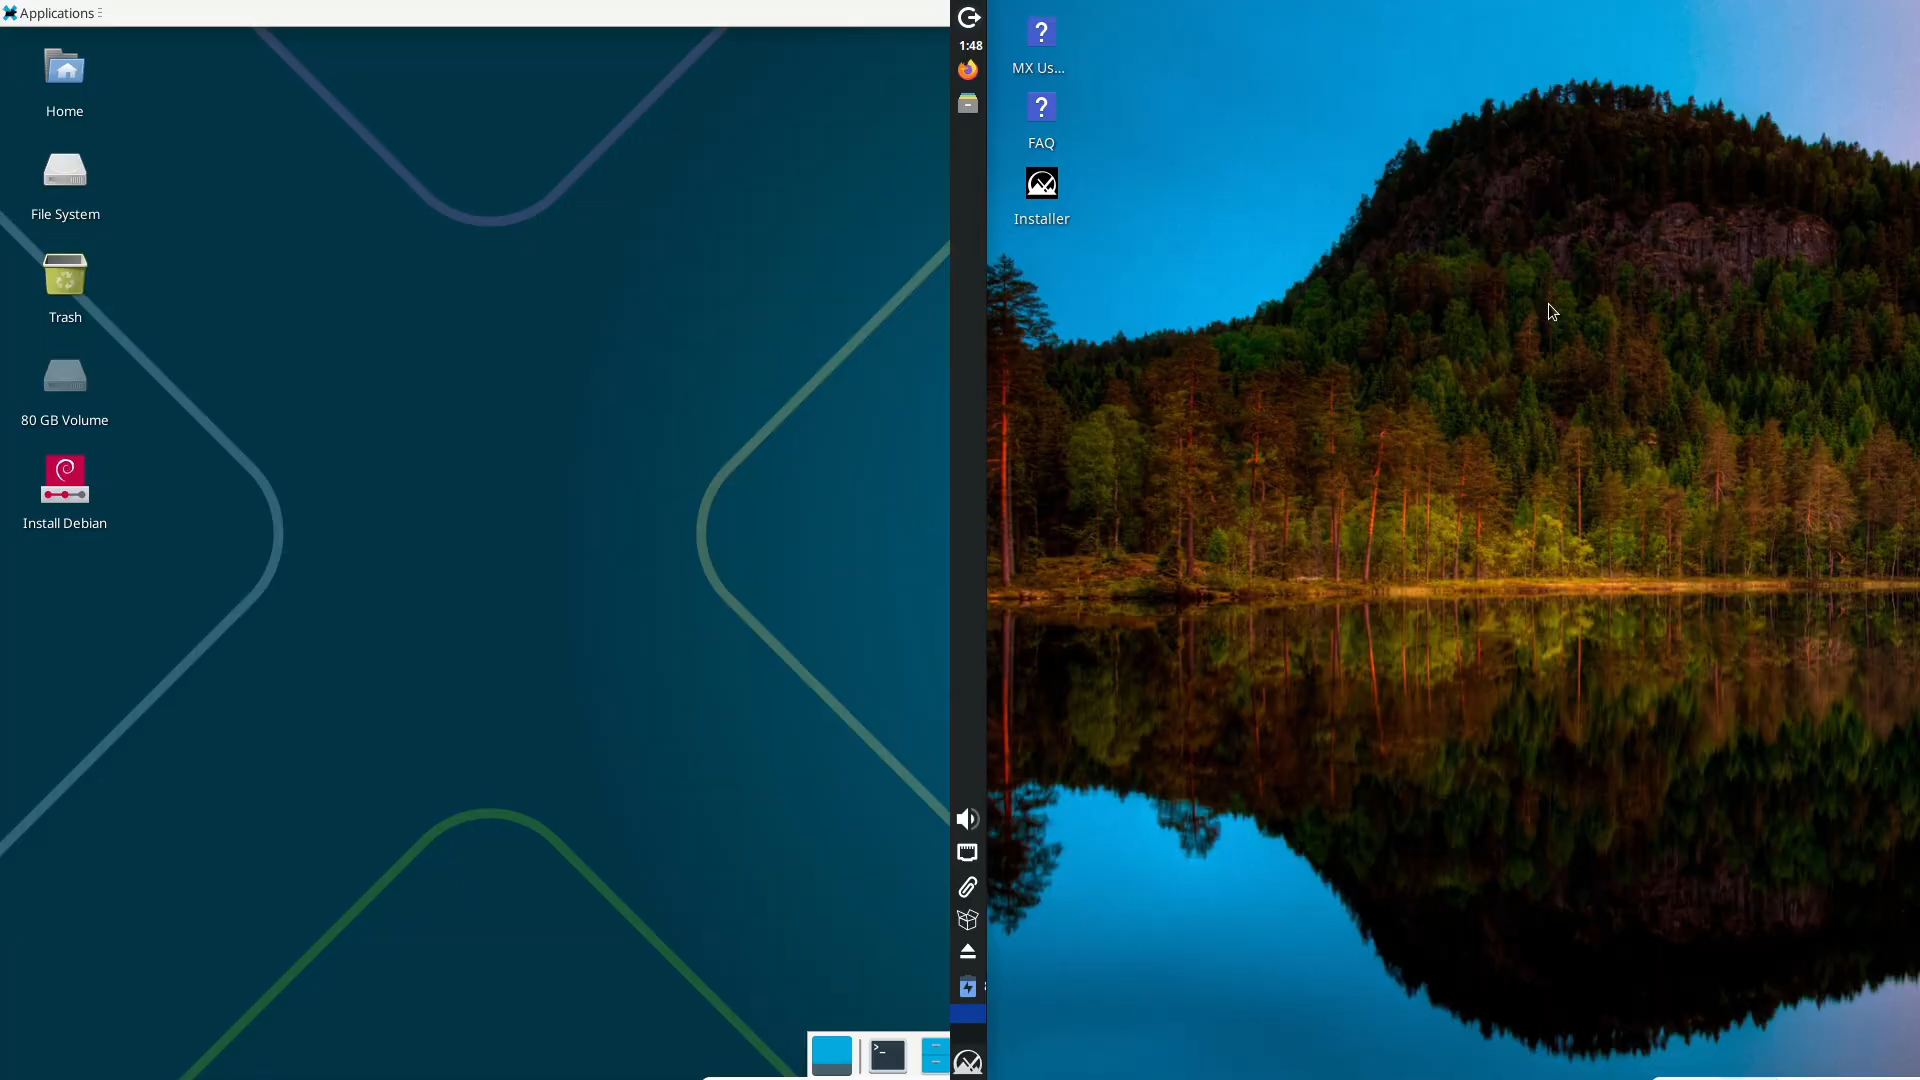 Applications
Home
File System
Trash
80 GB Volume
Install Debian
1:48
MX Us...
FAQ
Installer